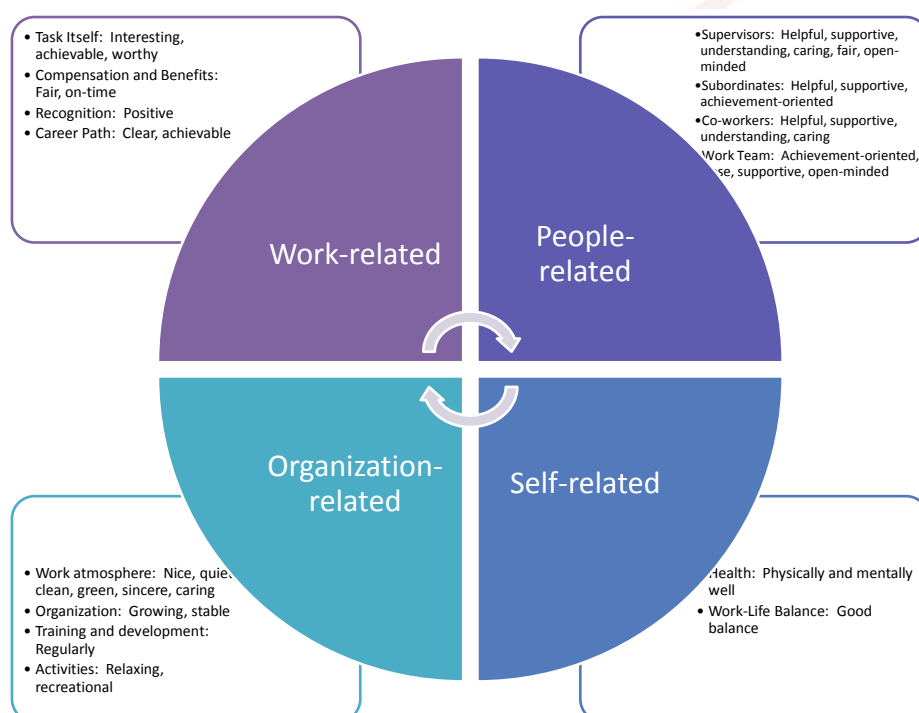 • Task Itself: Interesting,
achievable, worthy
• Compensation and Benefits:
Fair, on-time
• Recognition: Positive
• Career Path: Clear, achievable
•Supervisors: Helpful, supportive,
understanding, caring, fair, open-
minded
•Subordinates: Helpful, supportive,
achievement-oriented
•Co-workers: Helpful, supportive,
understanding, caring
Work Team: Achievement-oriented,
supportive, open-minded
Work-related
People-
related
Organization-
related
Self-related
• Work atmosphere: Nice, quiet
clean, green, sincere, caring
• Organization: Growing, stable
• Training and development:
Regularly
• Activities: Relaxing,
recreational
Health: Physically and mentally
well
• Work-Life Balance: Good
balance